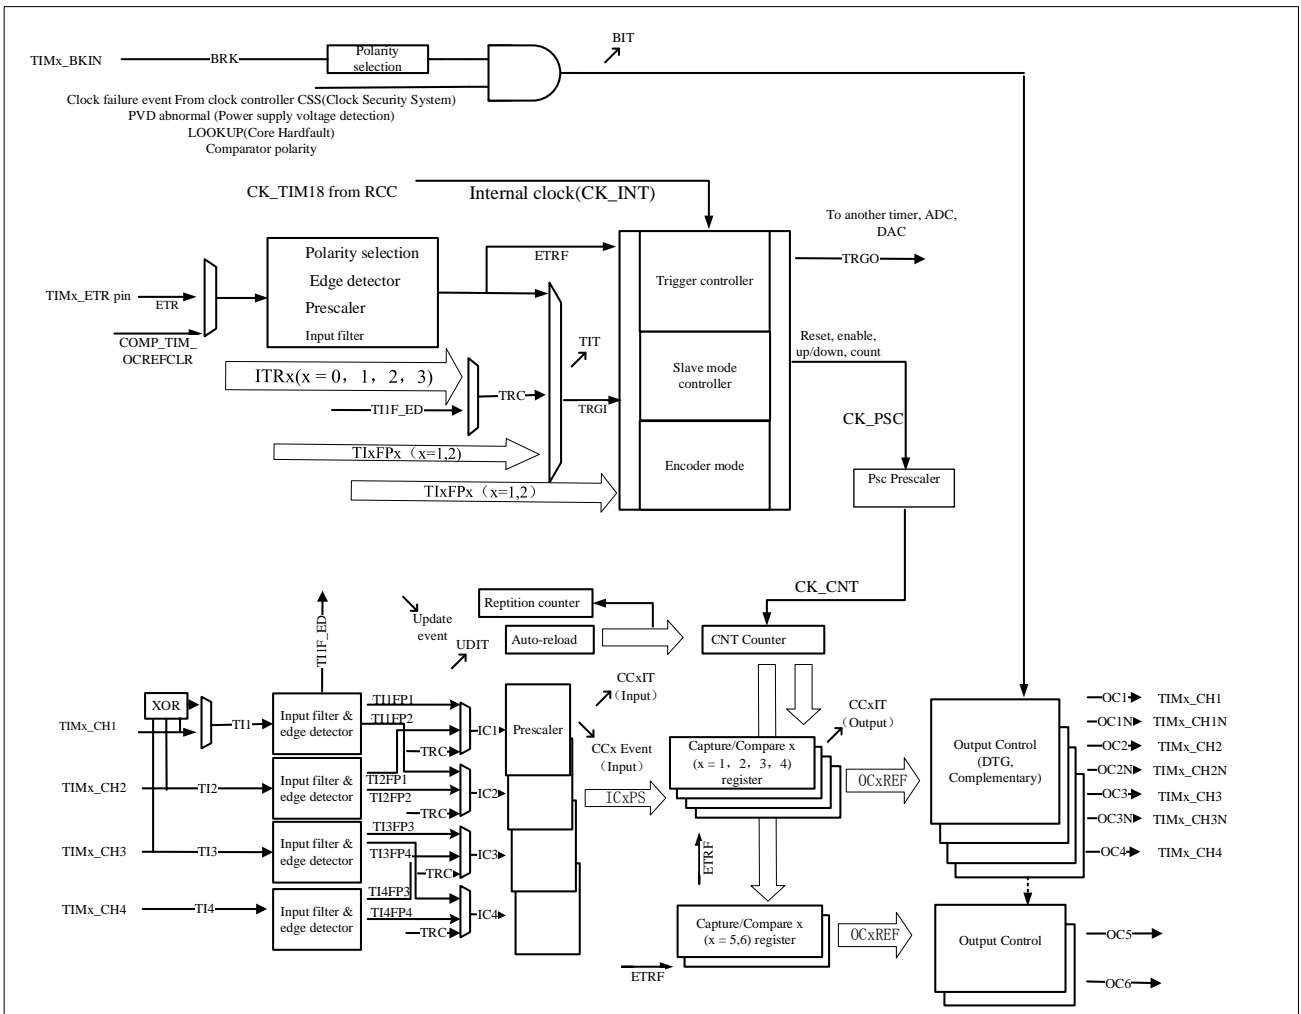 BIT
TIMx_BKIN
BRK
Polarity
selection
Clock failure event From clock controller CSS(Clock Security System)
PVD abnormal (Power supply voltage detection)
LOOKUP(Core Hardfault)
Comparator polarity
CK_TIM18 from RCC
Internal clock(CK_INT)
To another timer, ADC,
DAC
TRGO
Polarity selection
Edge detector
Prescaler
Input filter
ETRF
Trigger controller
TIMx_ETR pin
ETR
COMP_TIM_
OCREFCLR
TIT
Reset, enable,
up/down, count
Slave mode
controller
ITRx(x = 0，1，2，3)
TRC
TI1F_ED
TRGI
CK_PSC
TIxFPx（x=1,2)
Encoder mode
Psc Prescaler
TIxFPx（x=1,2）
CK_CNT
TI1F_ED
Update
event
UDIT
Reptition counter
Auto-reload
CNT Counter
CCxIT
（Input)
XOR
TIMx_CH1
TI1
Input filter &
edge detector
TI1FP1
TI1FP2
TRC
IC1
Prescaler
CCx Event
（Input)
CCxIT
（Output)
Capture/Compare x
(x = 1，2，3，4)
register
Output Control
(DTG,
Complementary)
OC1
TIMx_CH1
OC1N
TIMx_CH1N
OC2
TIMx_CH2
OC2N
TIMx_CH2N
OC3
TIMx_CH3
OC3N
TIMx_CH3N
OC4
TIMx_CH4
TIMx_CH2
TI2
Input filter &
edge detector
TI2FP1
TI2FP2
TRC
IC2
ICxPS
OCxREF
TIMx_CH3
TI3
Input filter &
edge detector
TI3FP3
TI3FP4
TRC
IC3
ETRF
TIMx_CH4
TI4
Input filter &
edge detector
TI4FP3
TI4FP4
TRC
IC4
Capture/Compare x
(x = 5,6) register
OCxREF
Output Control
OC5
ETRF
OC6